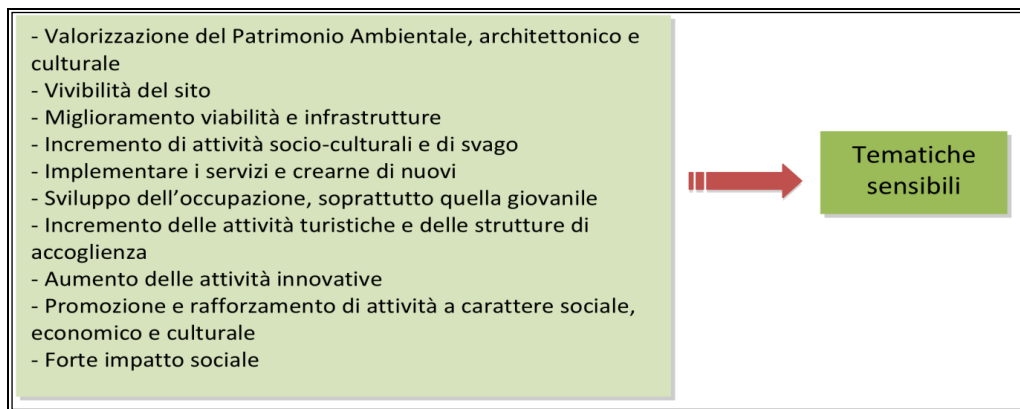 - Valorizzazione del Patrimonio Ambientale, architettonico e
culturale
- Vivibilità del sito
- Miglioramento viabilità e infrastrutture
- Incremento di attività socio-culturali e di svago
- Implementare i servizi e crearne di nuovi
- Sviluppo dell’occupazione, soprattutto quella giovanile
- Incremento delle attività turistiche e delle strutture di
accoglienza
- Aumento delle attività innovative
- Promozione e rafforzamento di attività a carattere sociale,
economico e culturale
- Forte impatto sociale
Tematiche
sensibili